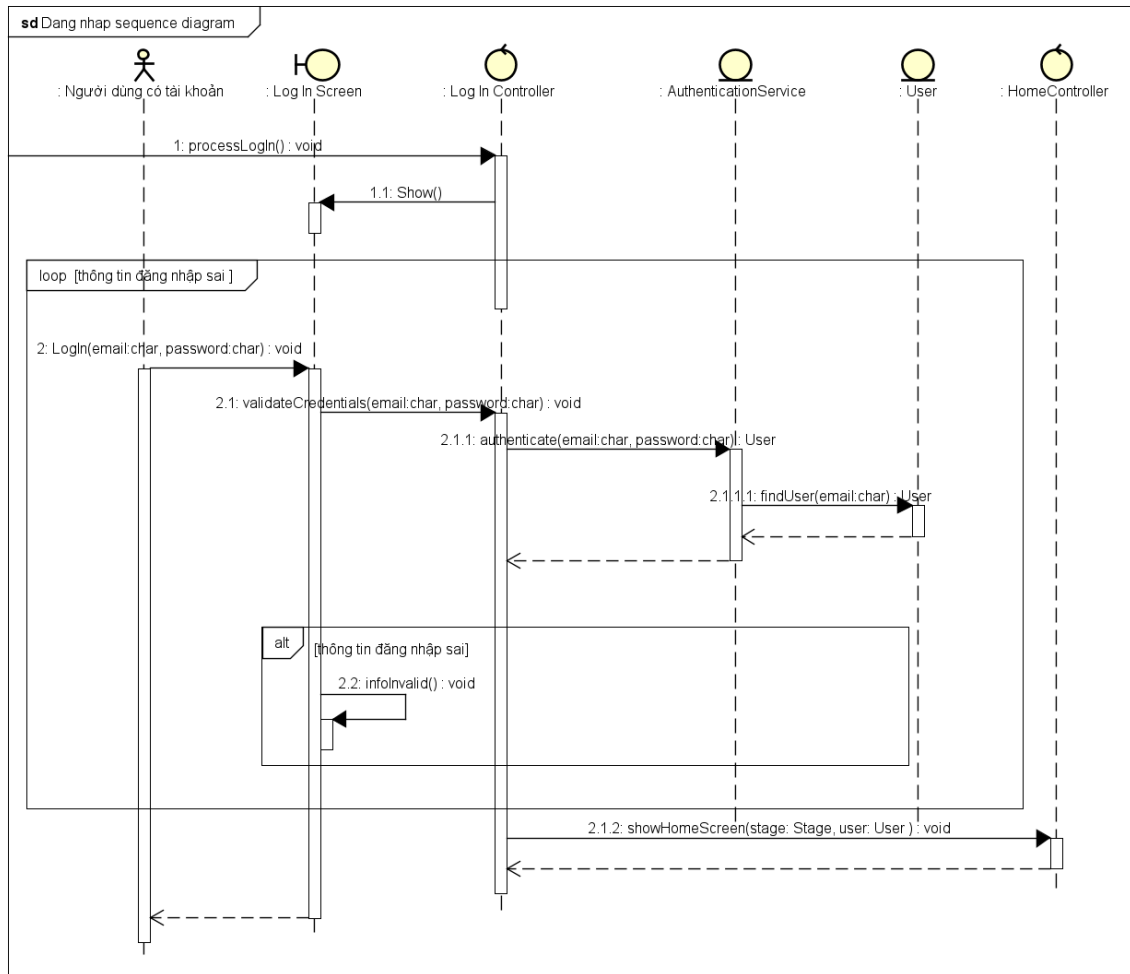 sd Dang nhap sequence diagram
: Người dùng có tài khoản
: Log In Screen
: Log In Controller
: AuthenticationService
: User
: HomeController
1: processLogIn() : void
1.1: Show()
loop [thông tin đăng nhập sai ]
2: LogIn(email:char, password:char) : void
2.1: validateCredentials(email:char, password:char) : void
2.1.1: authenticate(email:char, password:char) : User
2.1.1.1: findUser(email:char) : User
alt [thông tin đăng nhập sai]
2.2: infoInvalid() : void
2.1.2: showHomeScreen(stage: Stage, user: User ) : void